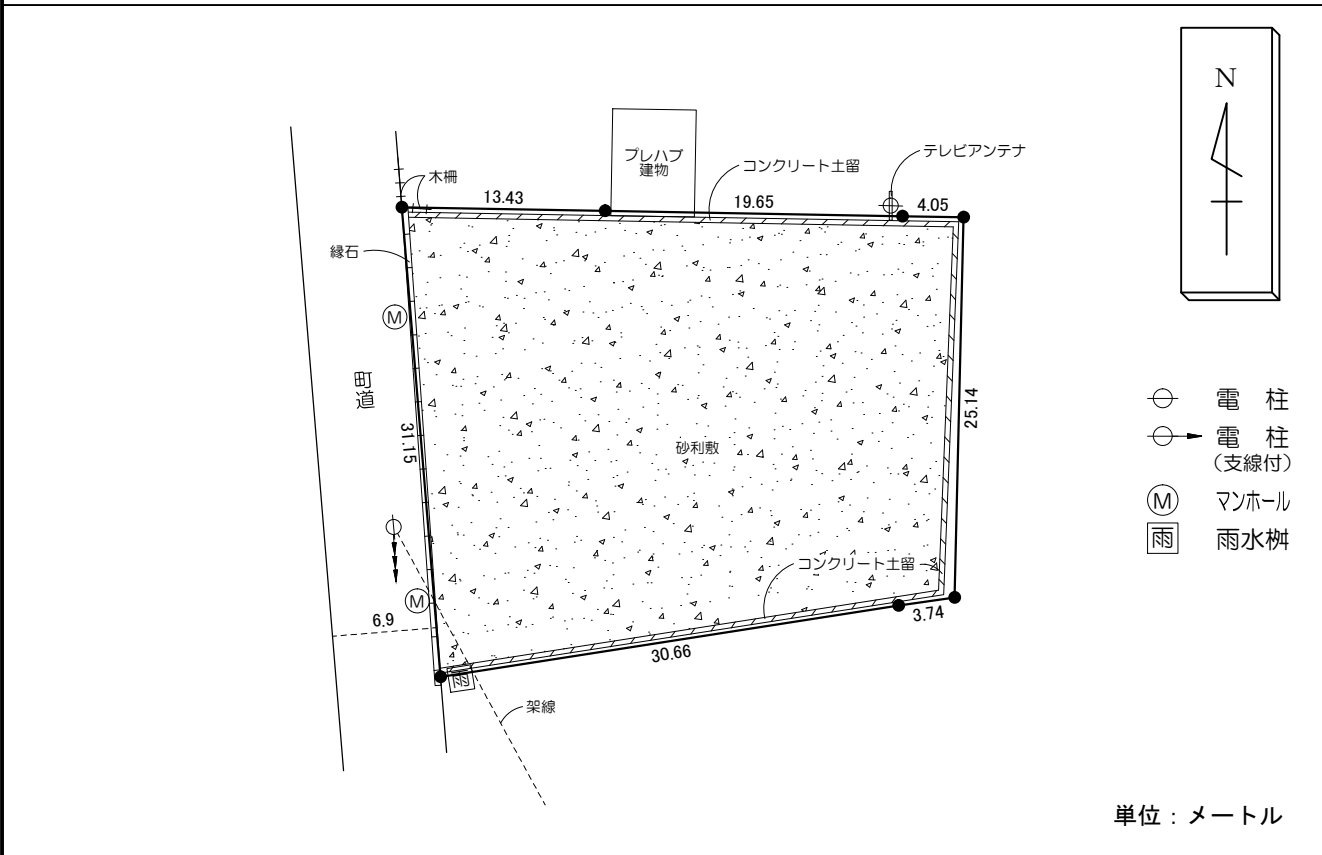 N
プレハブ
建物
コンクリート土留
テレビアンテナ
木柵
13.43
19.65
4.05
縁石
M
町道
31.15
25.14
砂利敷
電 柱
電 柱
(支線付)
M マンホール
雨 雨水桝
コンクリート土留
M
6.9
3.74
30.66
雨
架線
単位：メートル